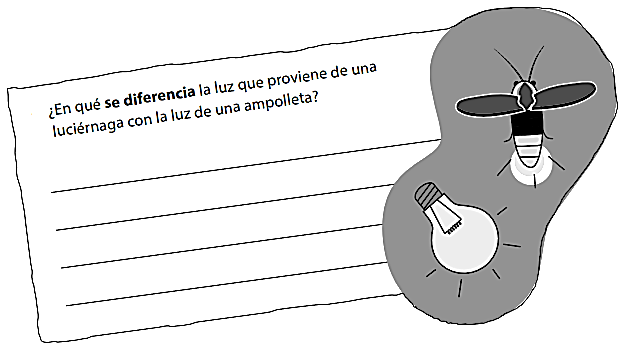 ¿En qué se diferencia la luz que proviene de una
luciérnaga con la luz de una ampolleta?